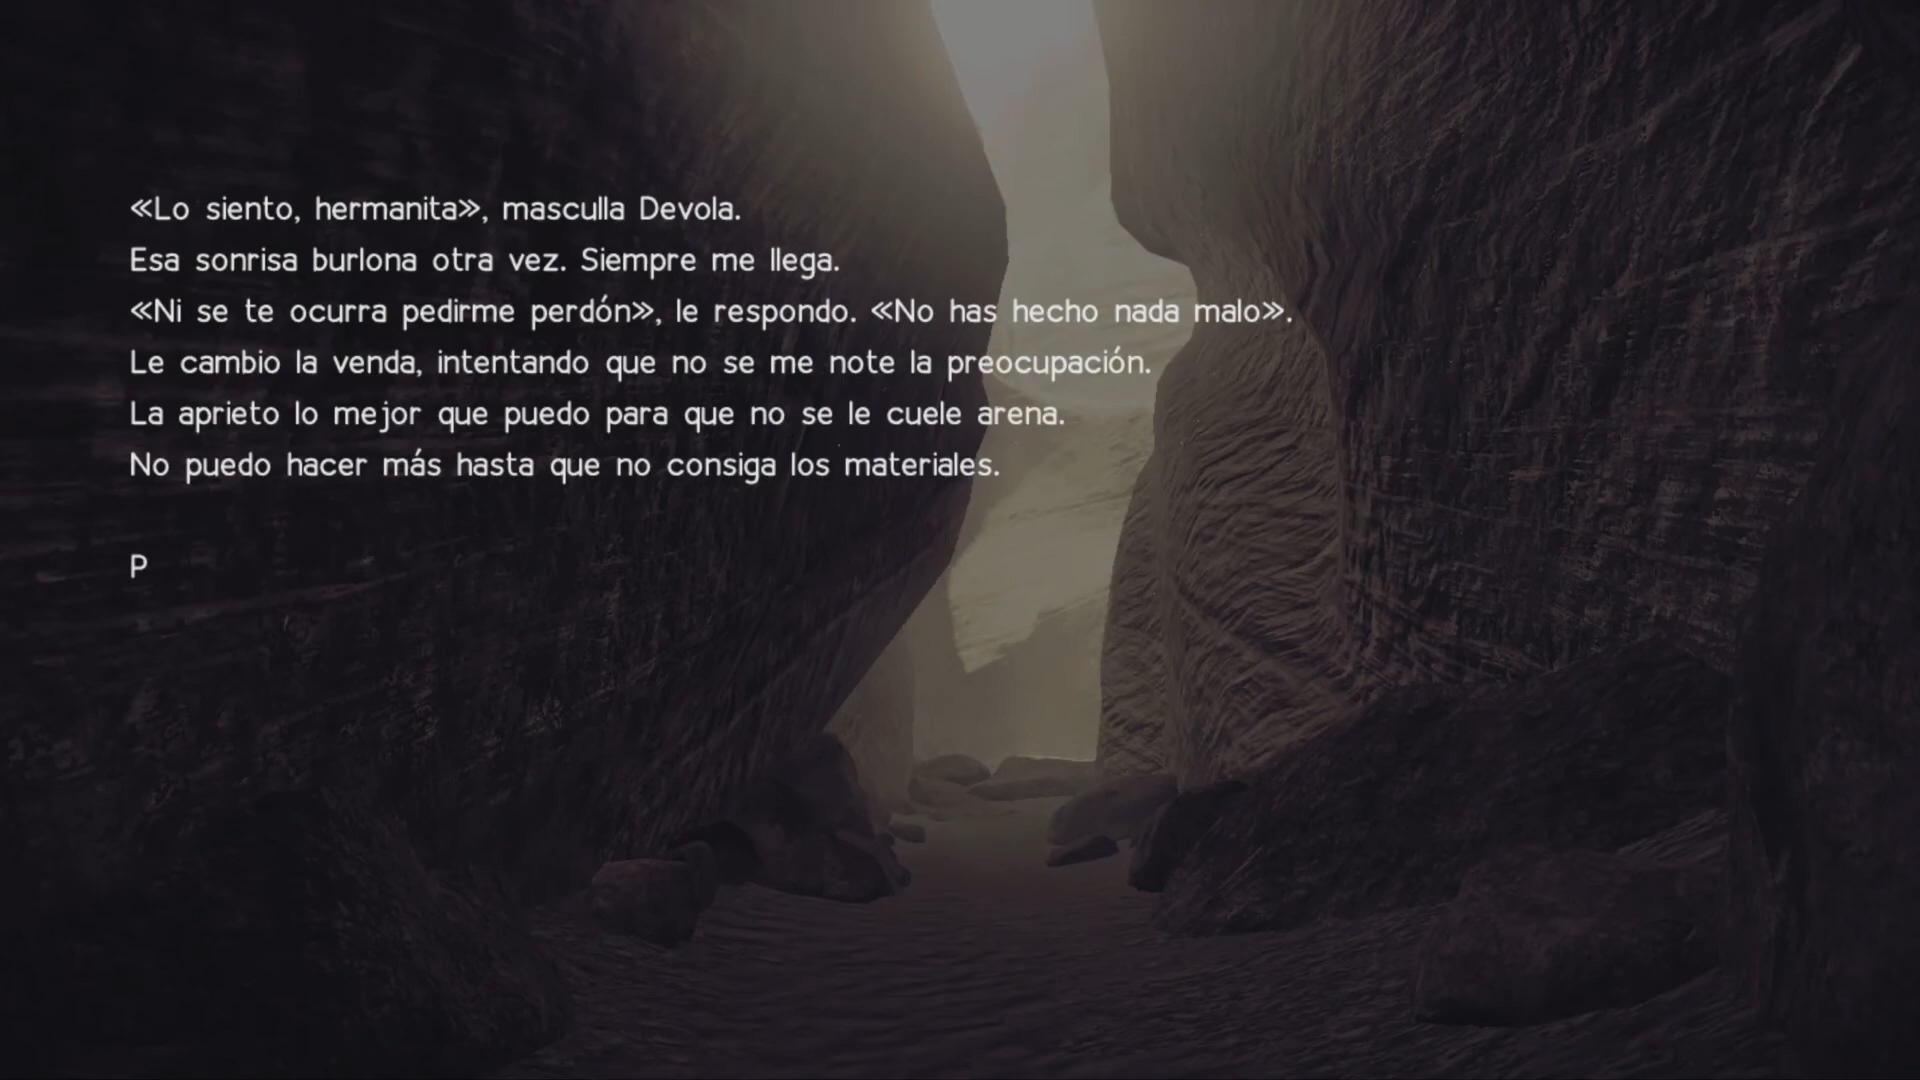 «Lo siento, hermanita», masculla Devola.
Esa sonrisa burlona otra vez. Siempre me llega.
«Ni se te ocurra pedirme perdón», le respondo. «No has hecho nada malo».
Le cambio la venda, intentando que no se me note la preocupación.
La aprieto lo mejor que puedo para que no se le cuele arena.
No puedo hacer más hasta que no consiga los materiales.
P